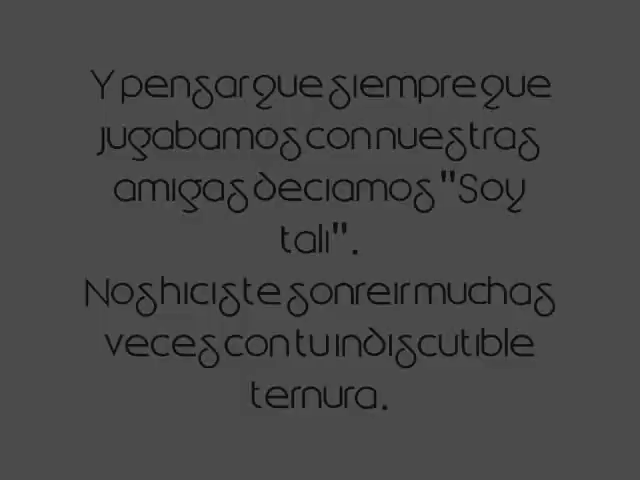 Y pensar que siempre que
jugabamos con nuestras
amigas deciamos "Soy
tali".
Nos hiciste sonreir muchas
veces con tu indiscutible
ternura.